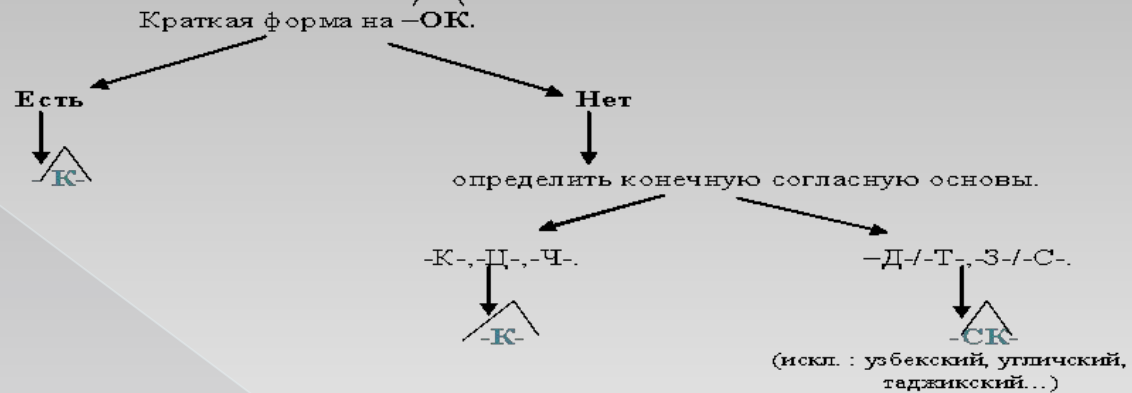 Краткая форма на –ОК.
Есть
Нет
-К-
определить конечную согласную основы.
-К-,-Ц-,-Ч-.
–Д-/-Т-,-З-/-С-.
-К-
-СК-
(искл. : узбекский, угличский,
таджикский...)